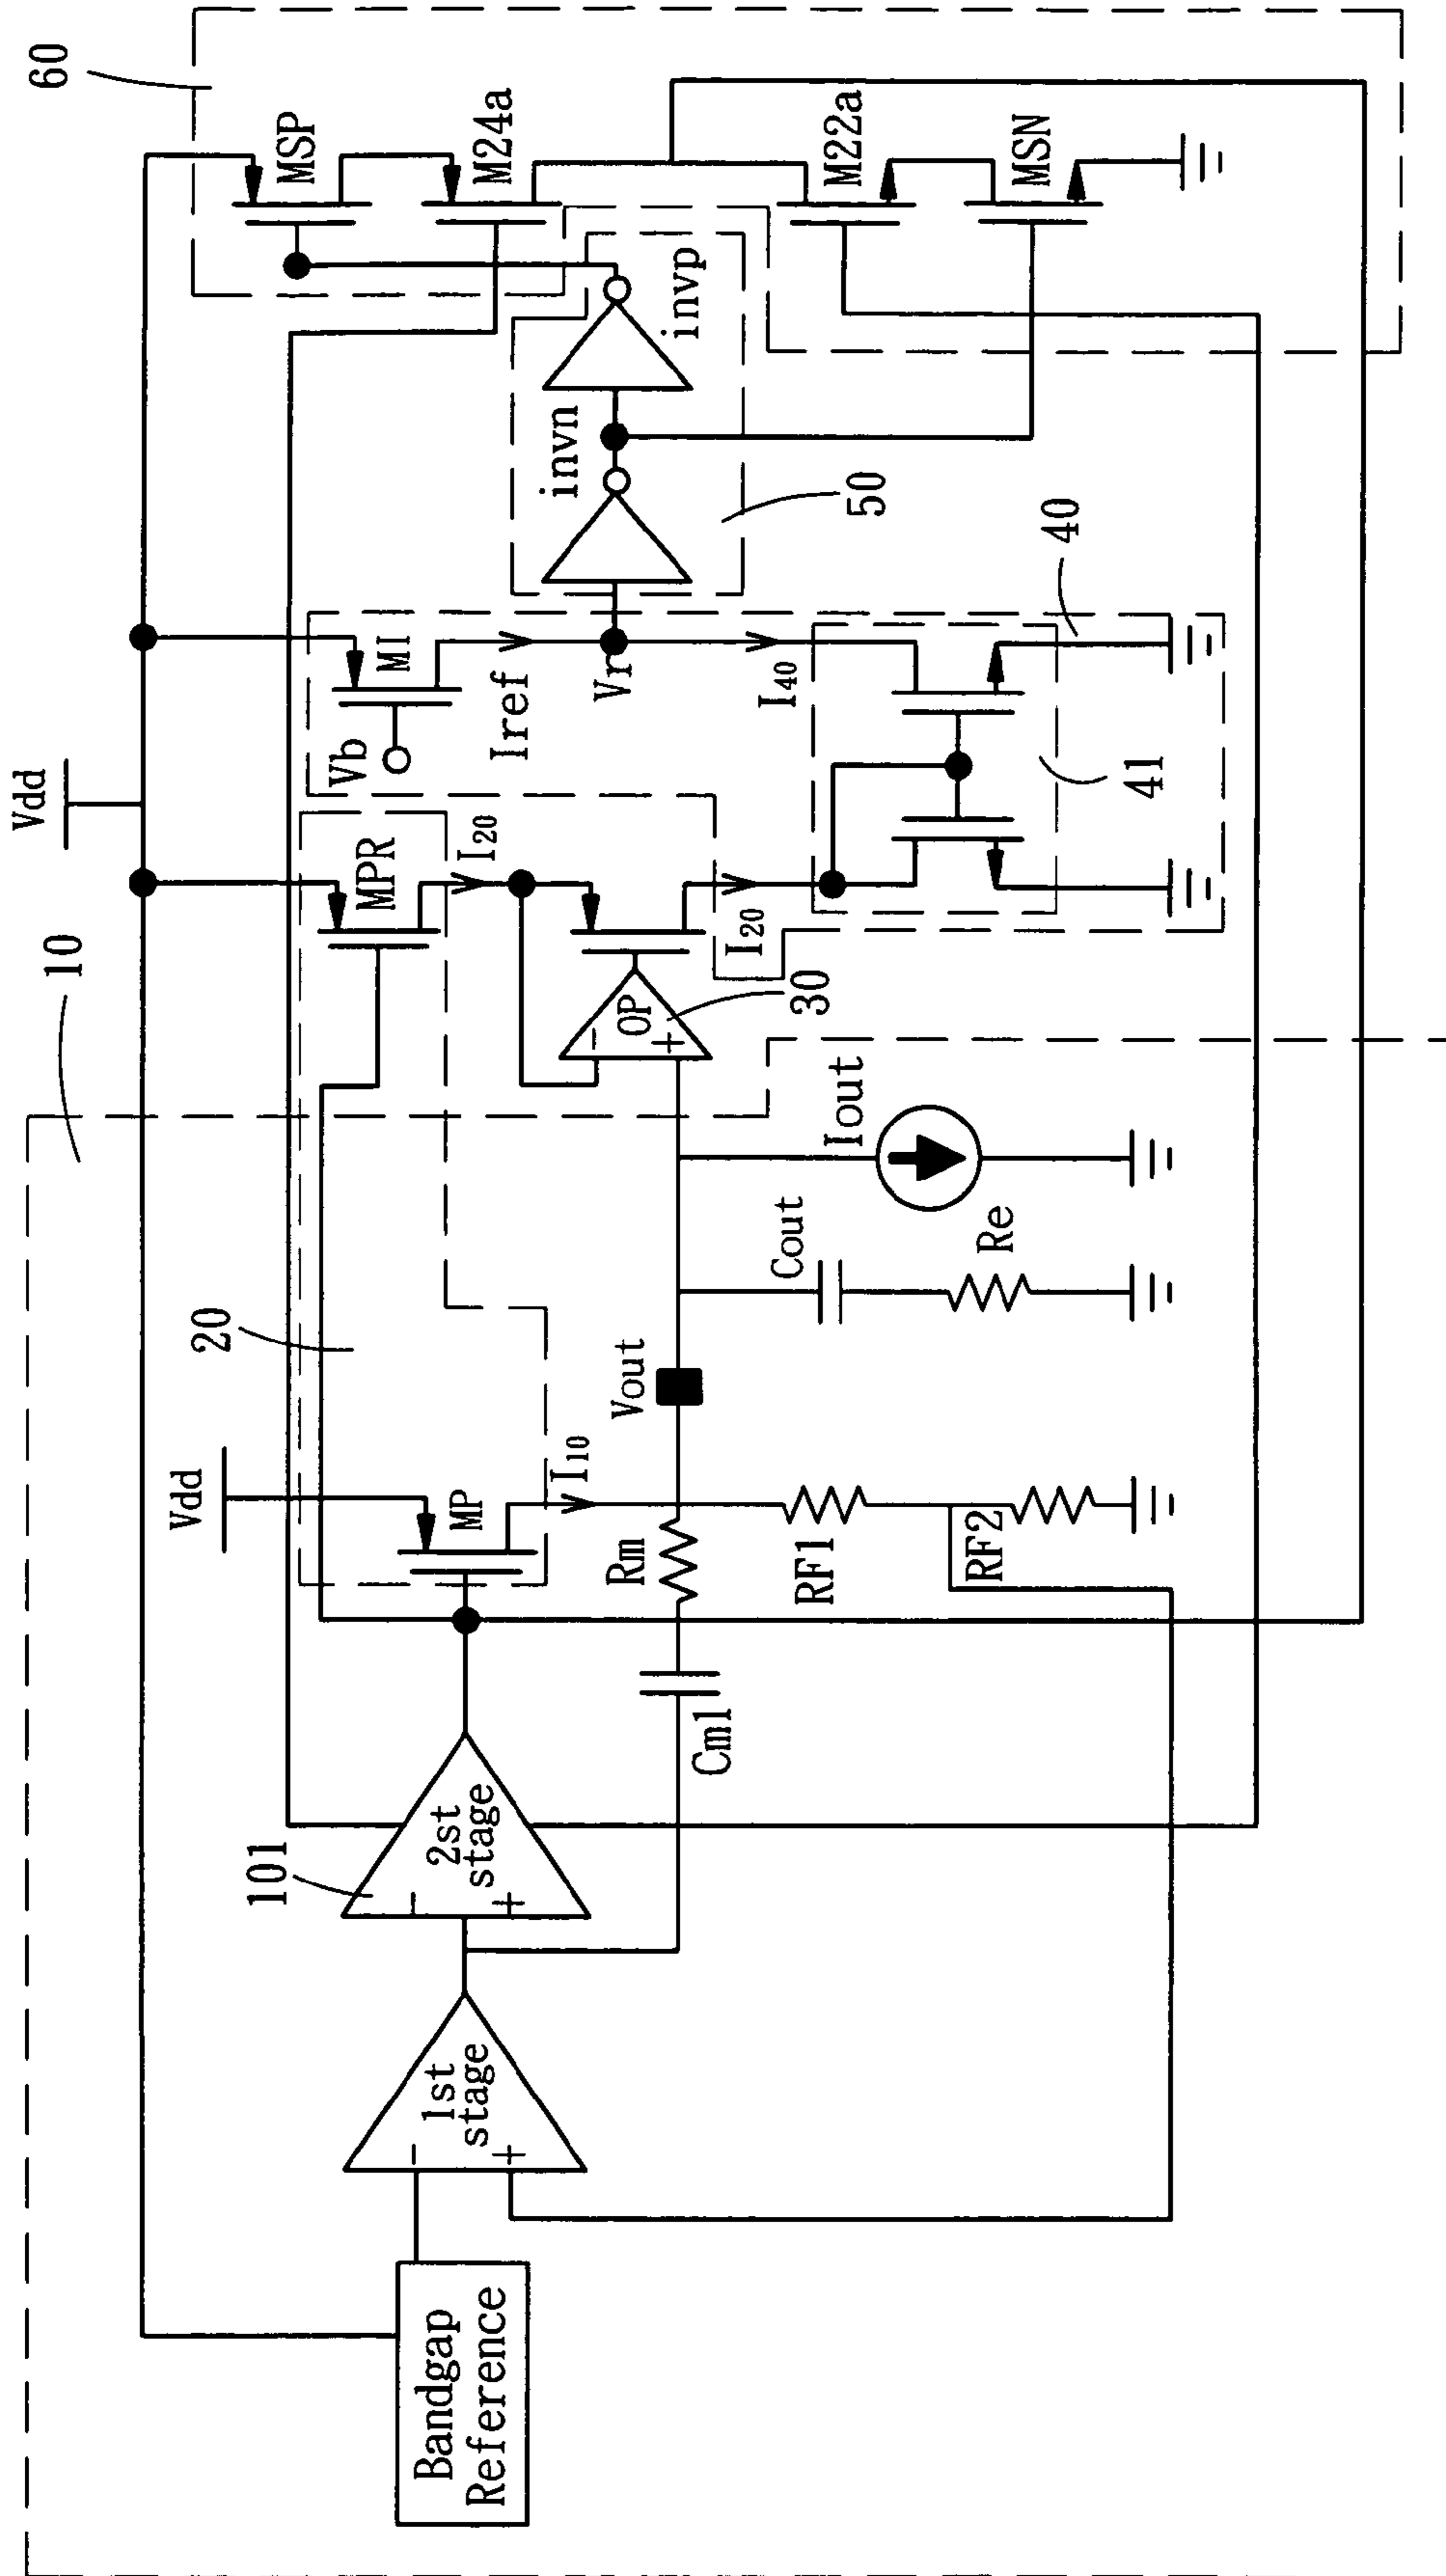 10
Vdd
60
MSP
M24a
M22a
MSN
invn
invp
50
MI
Vb
Iref
Vr
I40
40
41
MPR
I20
I20
OP
-
+
30
20
Vdd
MP
I10
Vout
Iout
Cout
Re
Rm
RF1
RF2
Cm1
101
2st
stage
-
+
1st
stage
-
+
Bandgap
Reference